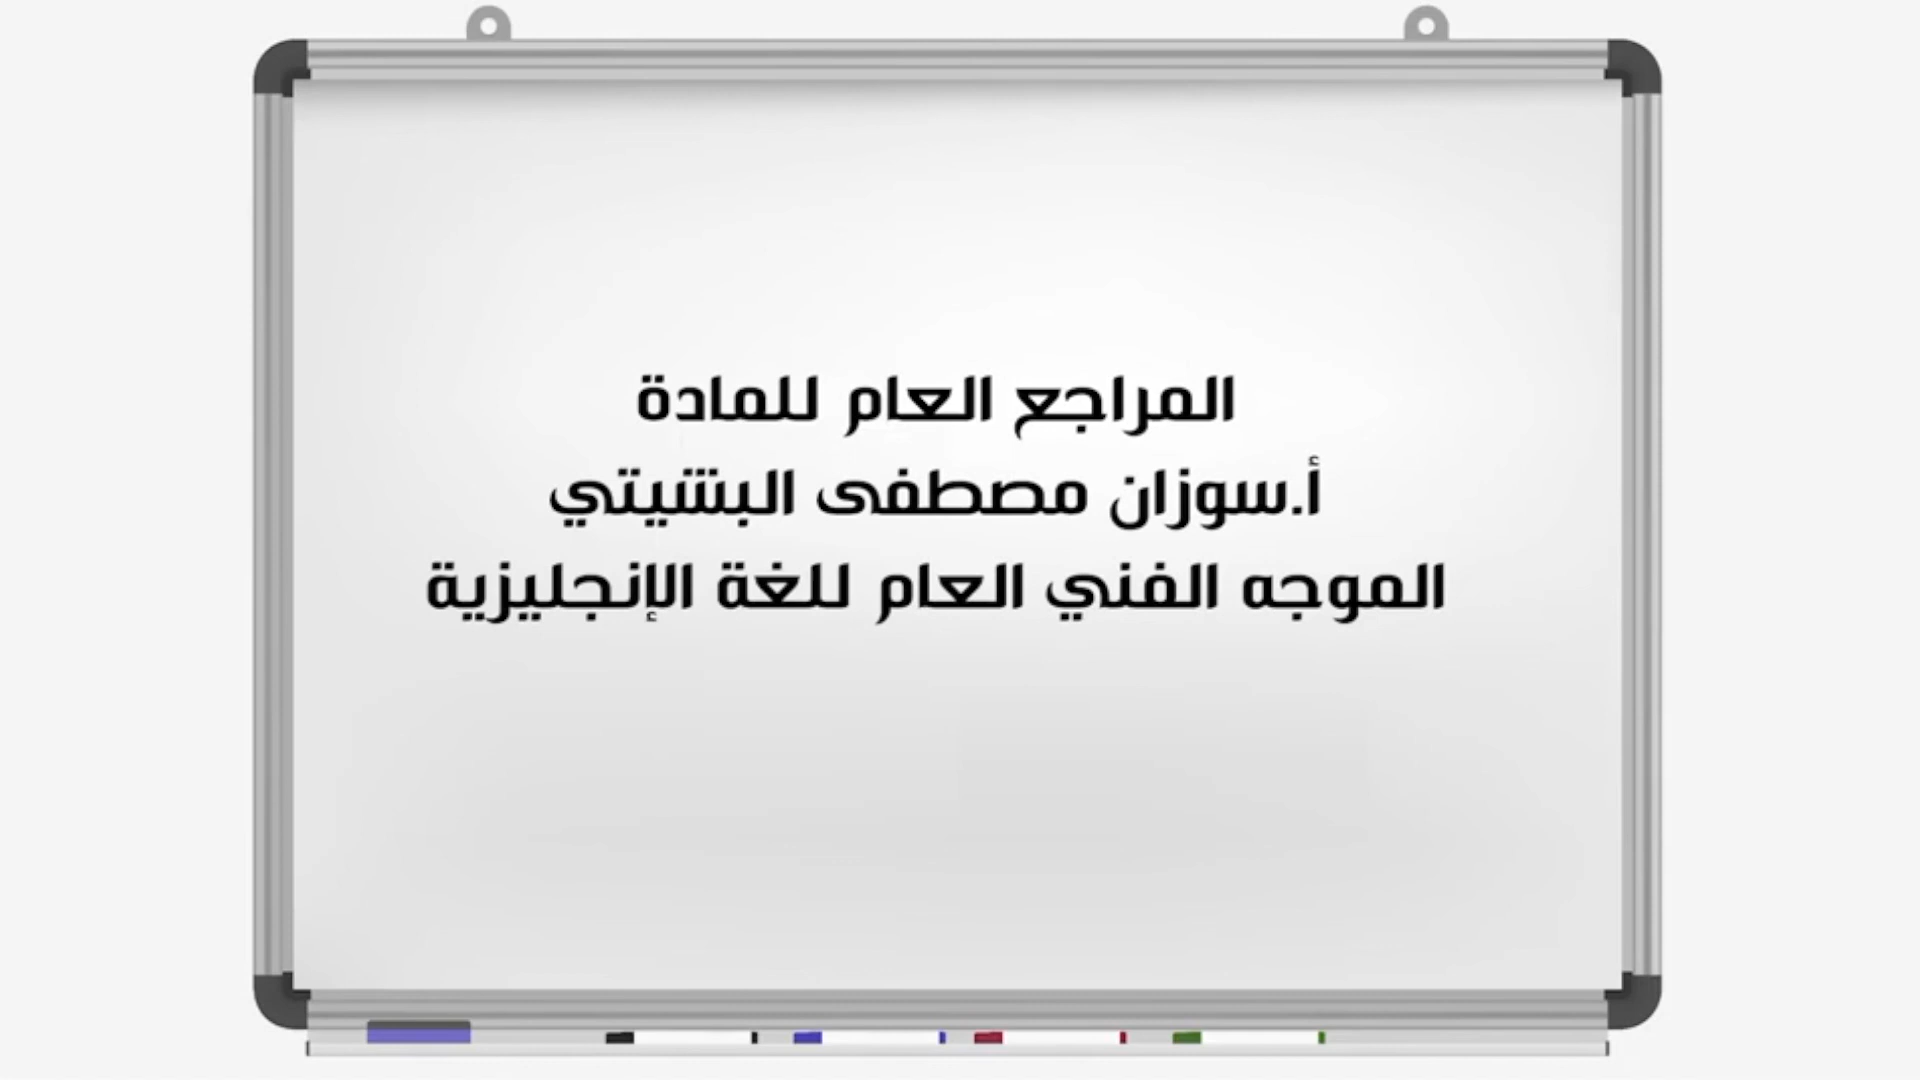 المراجع العام للمادة
أ.سوزان مصطفى البشيتي
الموجه الفني العام للغة الإنجليزية